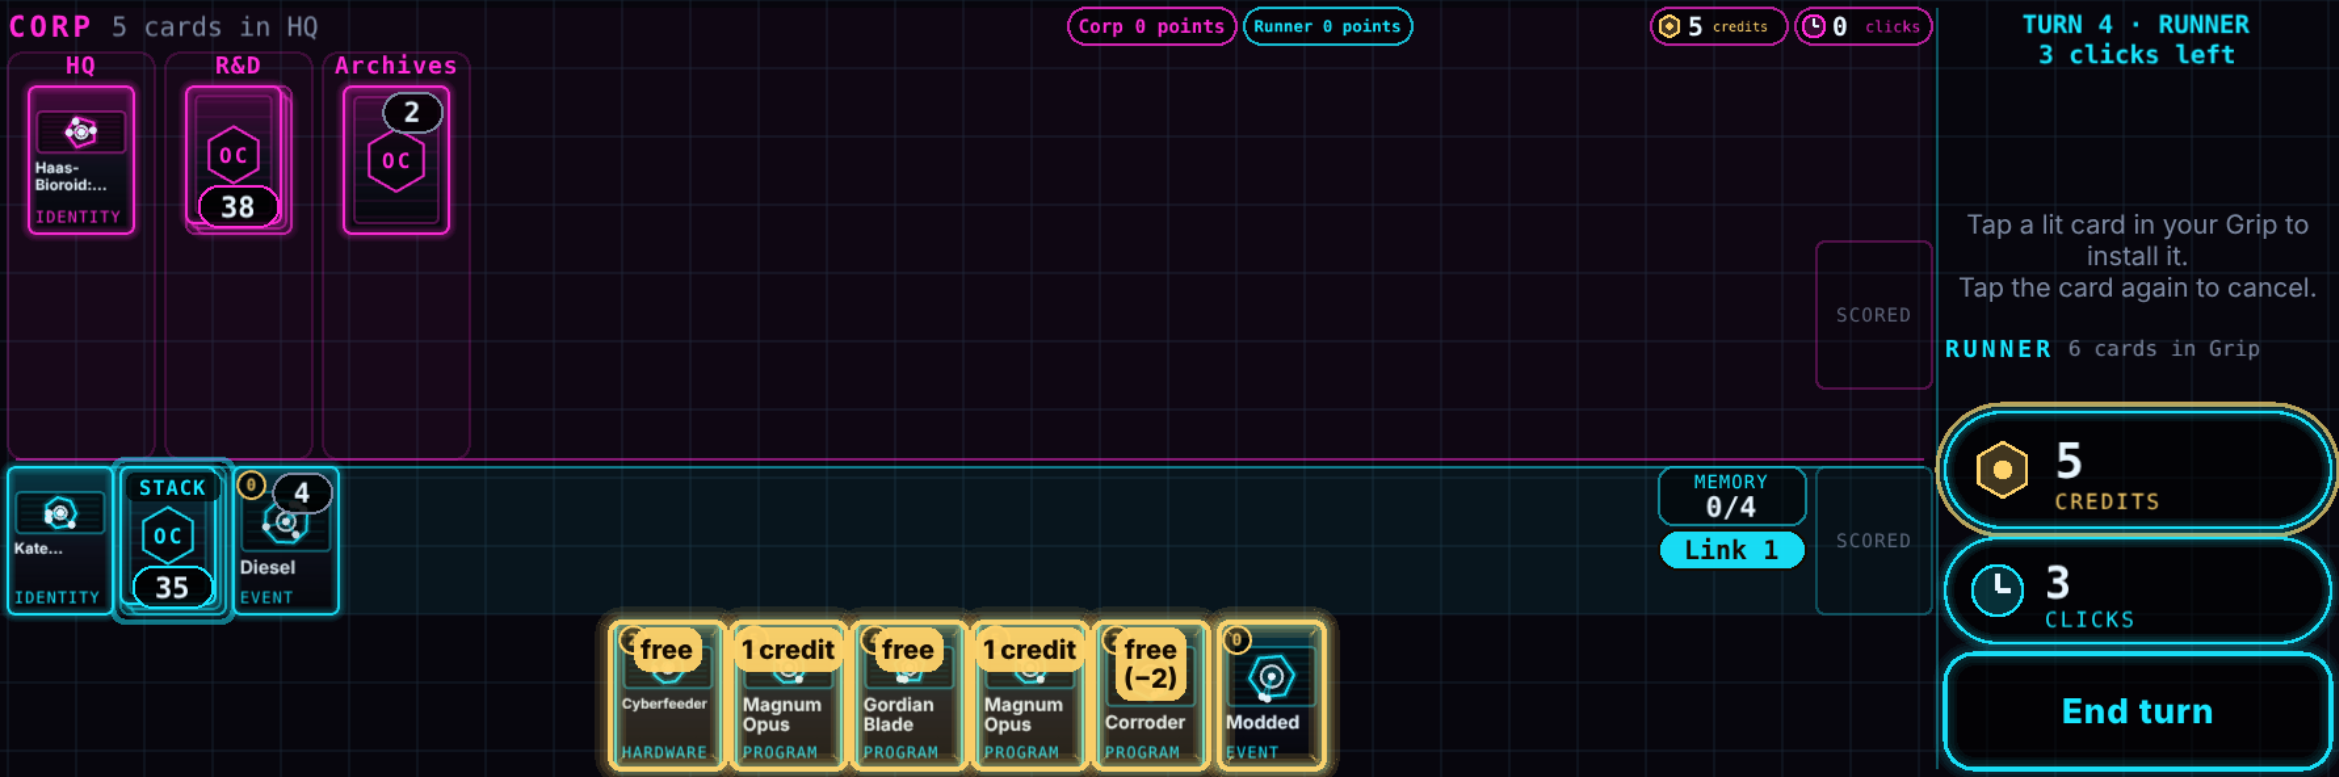 CORP 5 cards in HQ
Corp 0 points
Runner 0 points
5 credits
0 clicks
TURN 4 · RUNNER
3 clicks left
HQ
R&D
Archives
Haas-
Bioroid:...
IDENTITY
OC
38
2
OC
SCORED
Tap a lit card in your Grip to
install it.
Tap the card again to cancel.
RUNNER 6 cards in Grip
5
CREDITS
3
CLICKS
End turn
Kate...
IDENTITY
STACK
OC
35
0
4
Diesel
EVENT
MEMORY
0/4
Link 1
SCORED
free
Cyberfeeder
HARDWARE
1 credit
Magnum
Opus
PROGRAM
free
Gordian
Blade
PROGRAM
1 credit
Magnum
Opus
PROGRAM
free
(−2)
Corroder
PROGRAM
0
Modded
EVENT